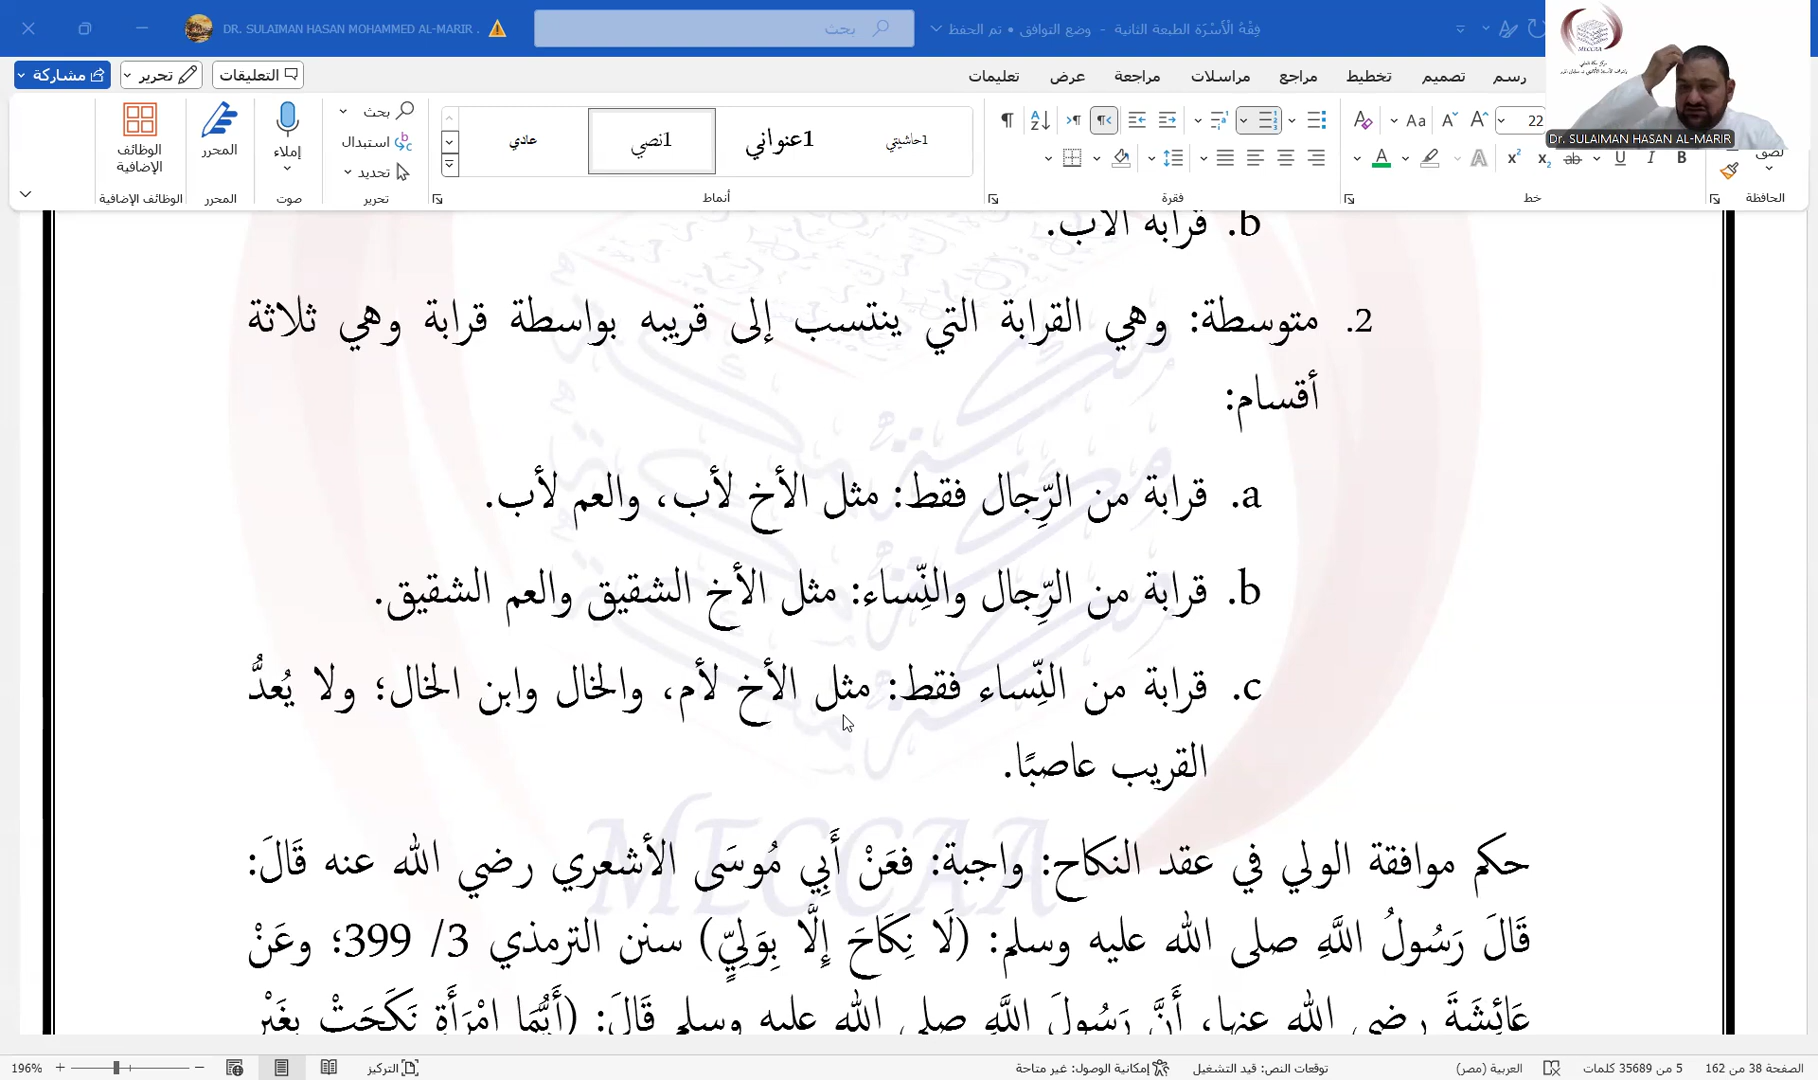 DR. SULAIMAN HASAN MOHAMMED AL-MARIR .
بحث
فِقْهُ الْأُسْرَة الطبعة الثانية - وضع التوافق • تم الحفظ
MECCAA
Dr. SULAIMAN HASAN AL-MARIR
رسم تصميم تخطيط مراجع مراسلات مراجعة عرض تعليمات
التعليقات تحرير مشاركة
لصق
22
Aa
1حاشيتي 1عنواني 1نصي عادي
بحث
استبدال
تحديد
إملاء
المحرر
الوظائف الإضافية
الحافظة خط فقرة أنماط تحرير صوت المحرر الوظائف الإضافية
b. قرابة الأب.
2. متوسطة: وهي القرابة التي ينتسب إلى قريبه بواسطة قرابة وهي ثلاثة
أقسام:
a. قرابة من الرِّجال فقط: مثل الأخ لأب، والعم لأب.
b. قرابة من الرِّجال والنِّساء: مثل الأخ الشقيق والعم الشقيق.
c. قرابة من النِّساء فقط: مثل الأخ لأم، والخال وابن الخال؛ ولا يُعدُّ
القريب عاصبًا.
MECCAA
حكم موافقة الولي في عقد النكاح: واجبة: فعَنْ أَبِي مُوسَى الأشعري رضي الله عنه قَالَ:
قَالَ رَسُولُ اللَّهِ صلى الله عليه وسلم: (لَا نِكَاحَ إِلَّا بِوَلِيٍّ) سنن الترمذي 3/ 399؛ وعَنْ
عَائِشَةَ رضي الله عنها، أَنَّ رَسُولَ اللَّهِ صلى الله عليه وسلم قَالَ: (أَيُّمَا امْرَأَةٍ نَكَحَتْ بِغَيْرِ
الصفحة 38 من 162 5 من 35689 كلمات العربية (مصر) توقعات النص: قيد التشغيل إمكانية الوصول: غير متاحة التركيز 196%